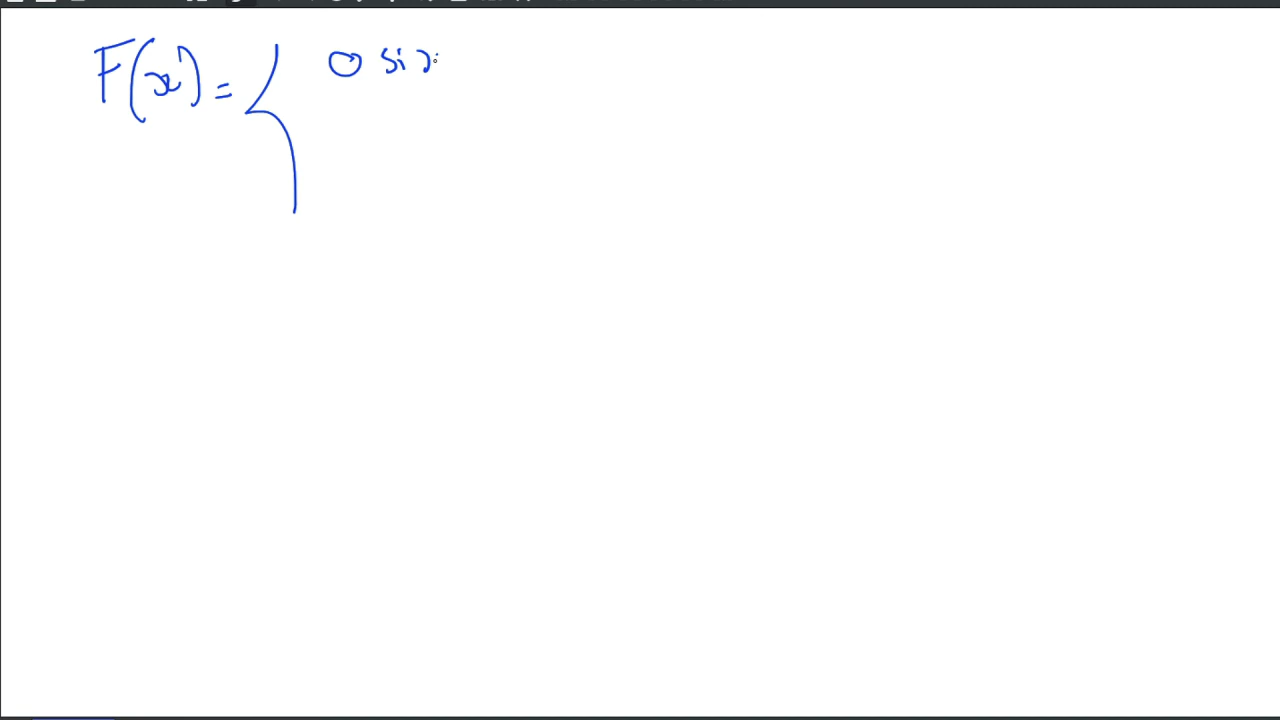 F(x) = { 0 si x